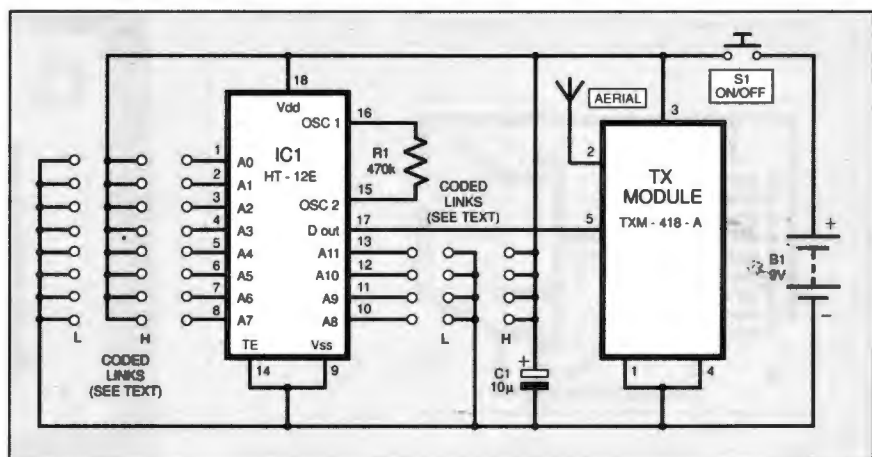 S1
ON/OFF
18
Vdd
16
OSC 1
AERIAL
3
IC1
HT - 12E
R1
470k
2
TX
MODULE
TXM - 418 - A
1
A0
2
A1
3
A2
4
A3
5
A4
6
A5
7
A6
8
A7
15
OSC 2
17
D out
13
A11
12
A10
11
A9
10
A8
CODED
LINKS
(SEE TEXT)
5
+
B1
9V
−
L
H
L
H
CODED
LINKS
(SEE TEXT)
TE
Vss
14
9
+
C1
10µ
1
4